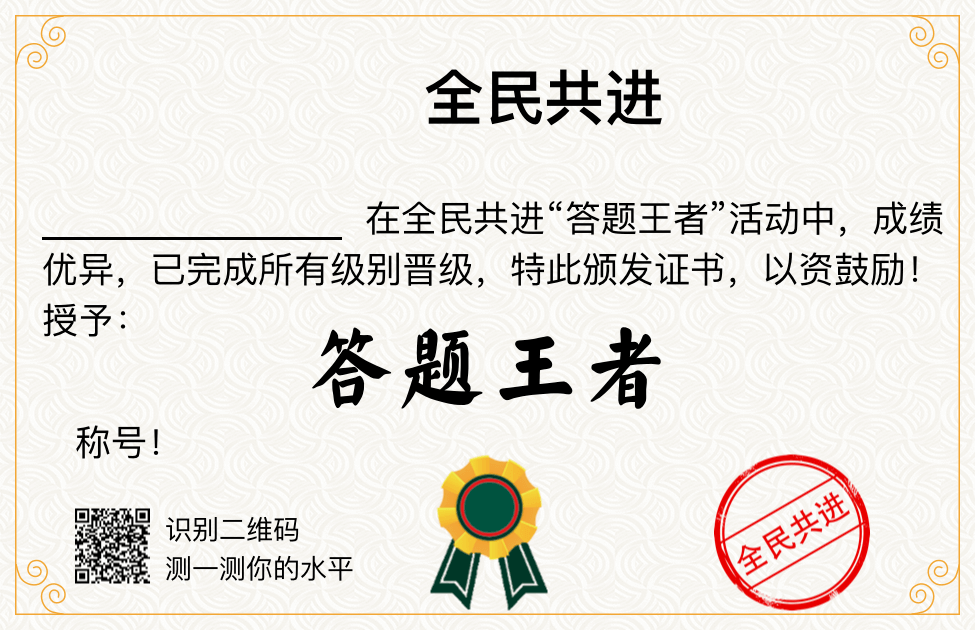 全民共进
在全民共进“答题王者”活动中，成绩
优异，已完成所有级别晋级，特此颁发证书，以资鼓励！
授予：
答题王者
称号！
识别二维码
测一测你的水平
全民共进